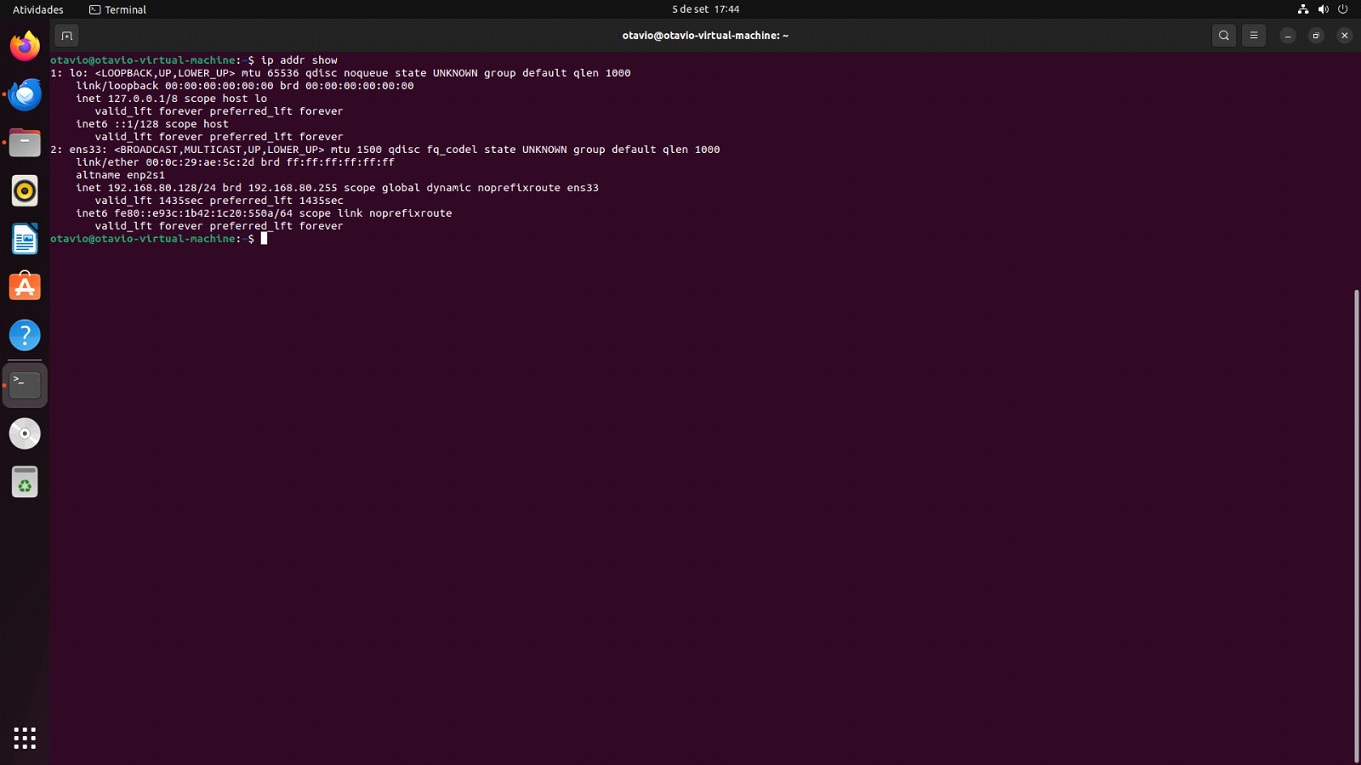 Atividades Terminal 5 de set 17:44
otavio@otavio-virtual-machine: ~
otavio@otavio-virtual-machine:~$ ip addr show
1: lo: <LOOPBACK,UP,LOWER_UP> mtu 65536 qdisc noqueue state UNKNOWN group default qlen 1000
    link/loopback 00:00:00:00:00:00 brd 00:00:00:00:00:00
    inet 127.0.0.1/8 scope host lo
       valid_lft forever preferred_lft forever
    inet6 ::1/128 scope host
       valid_lft forever preferred_lft forever
2: ens33: <BROADCAST,MULTICAST,UP,LOWER_UP> mtu 1500 qdisc fq_codel state UNKNOWN group default qlen 1000
    link/ether 00:0c:29:ae:5c:2d brd ff:ff:ff:ff:ff:ff
    altname enp2s1
    inet 192.168.80.128/24 brd 192.168.80.255 scope global dynamic noprefixroute ens33
       valid_lft 1435sec preferred_lft 1435sec
    inet6 fe80::e93c:1b42:1c20:550a/64 scope link noprefixroute
       valid_lft forever preferred_lft forever
otavio@otavio-virtual-machine:~$